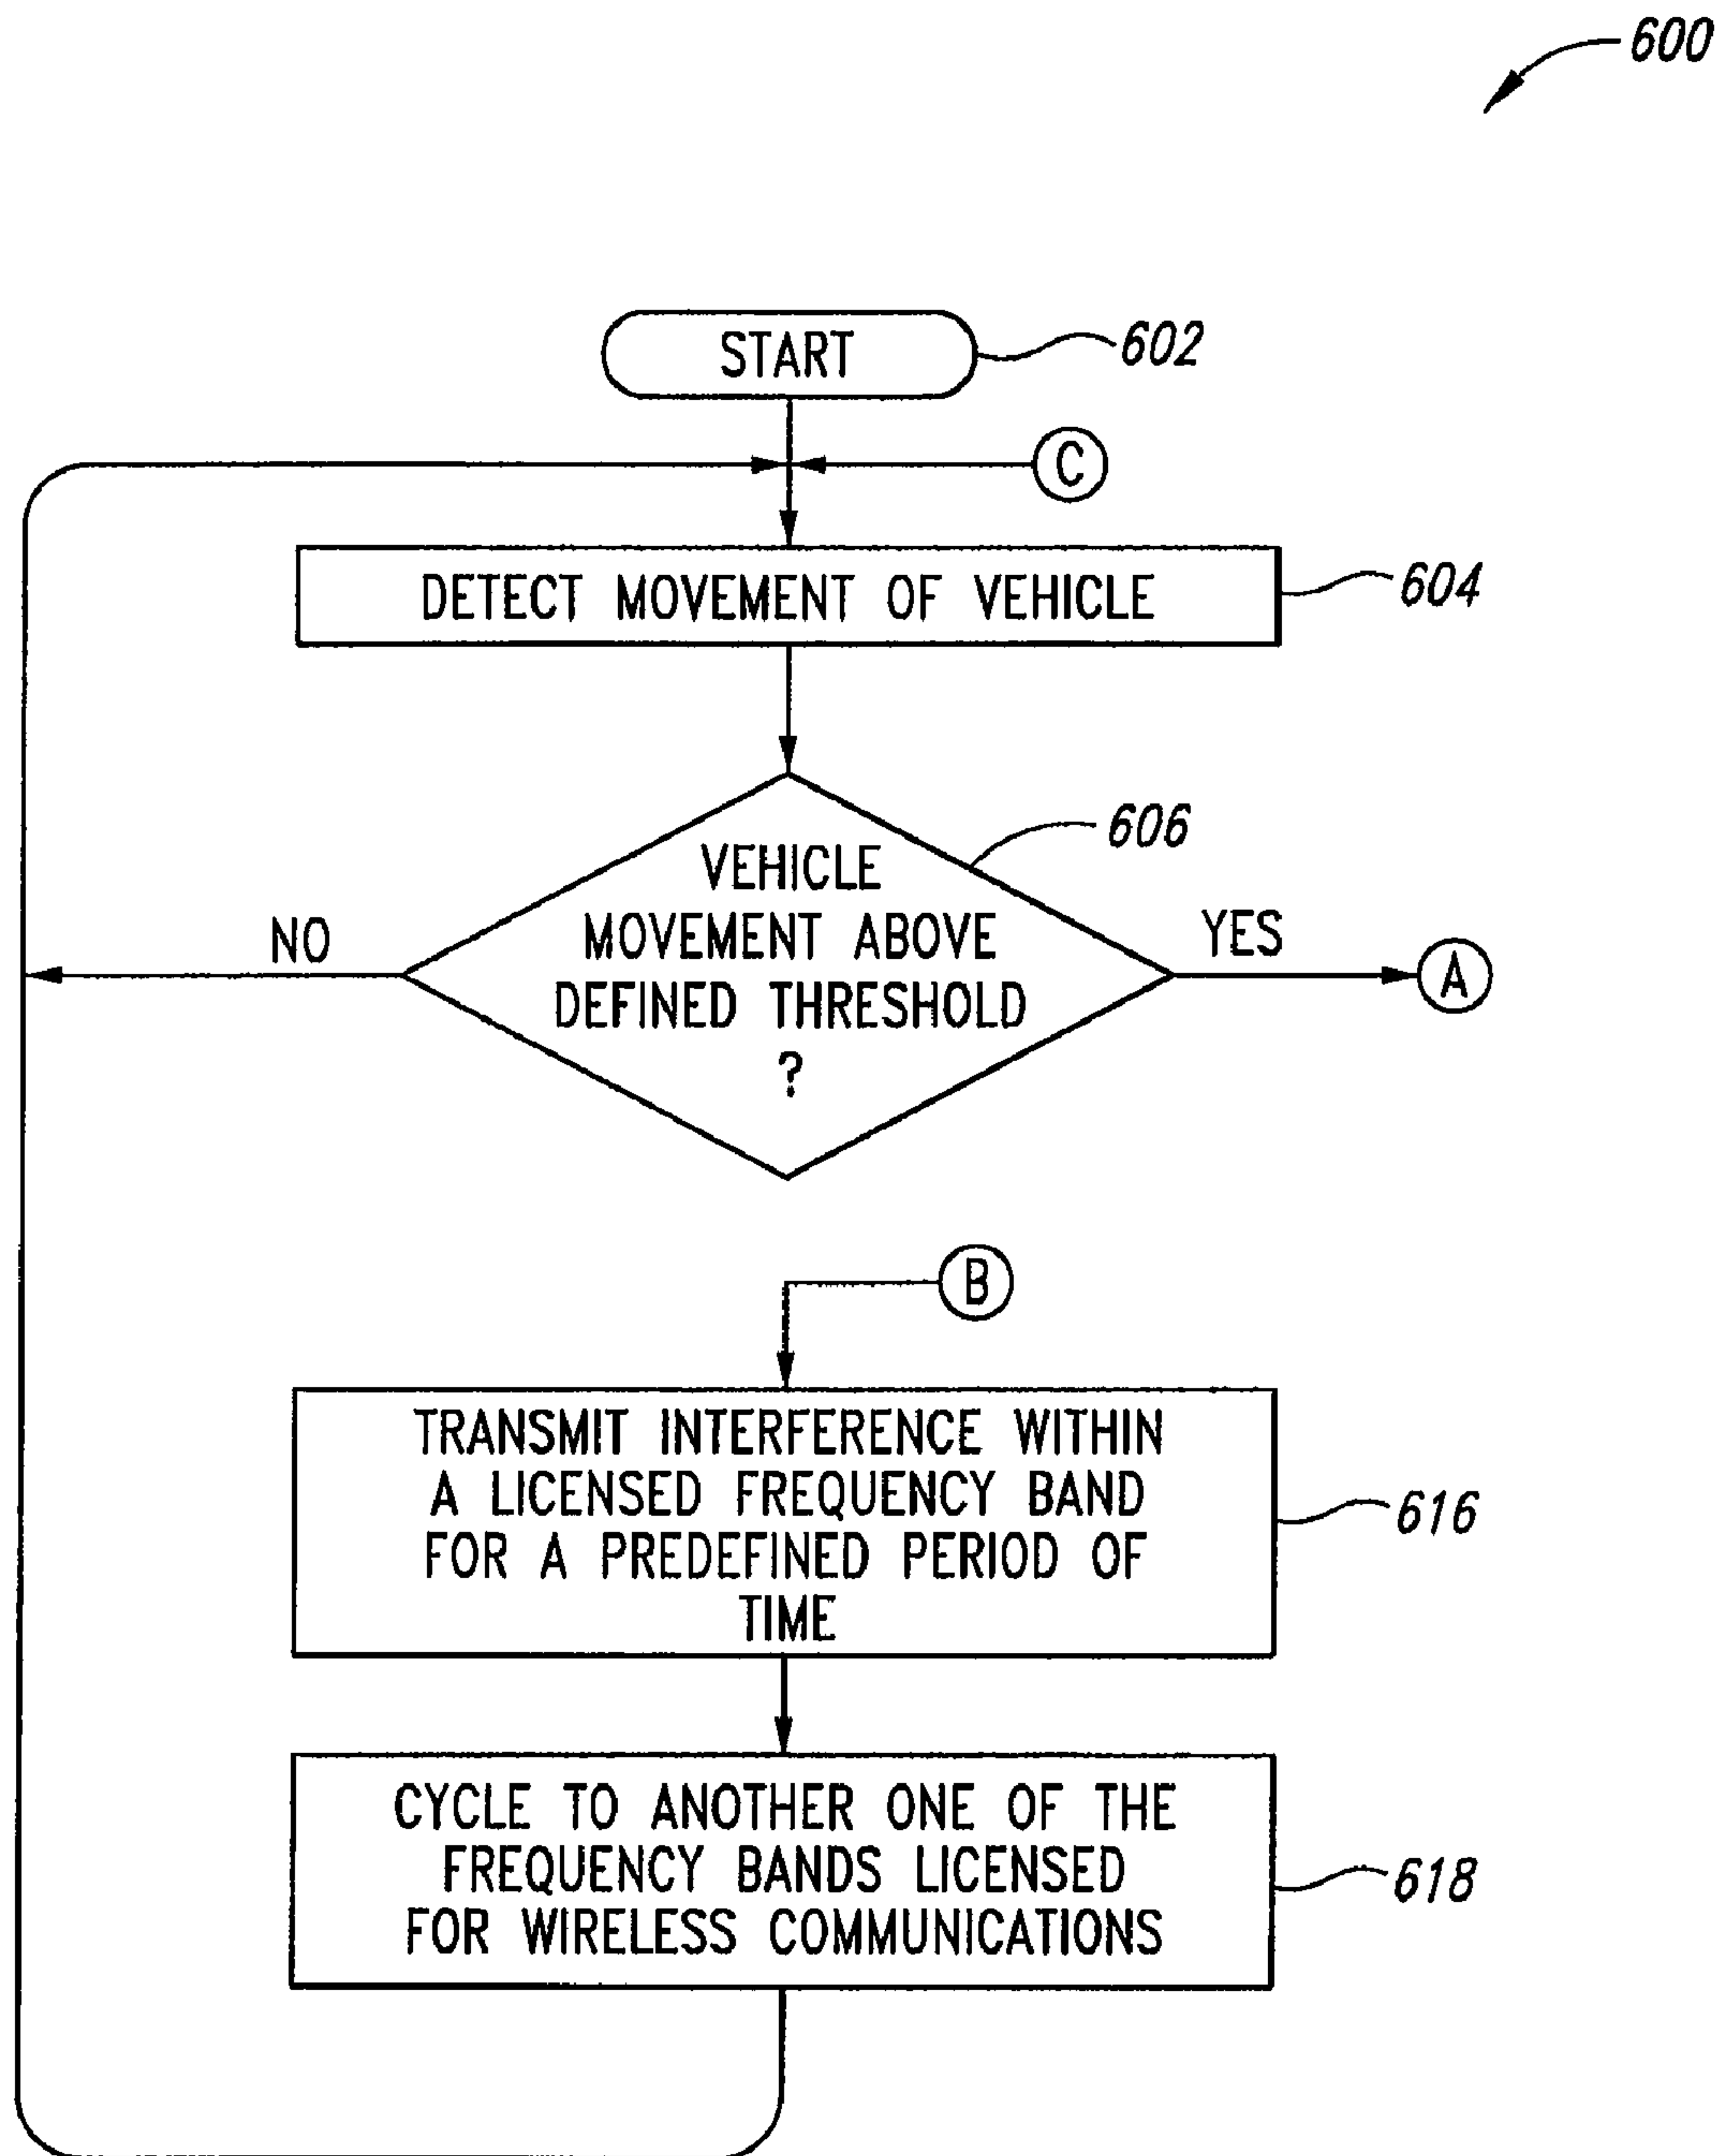 600
START
602
C
DETECT MOVEMENT OF VEHICLE
604
606
VEHICLE
MOVEMENT ABOVE
DEFINED THRESHOLD
?
NO
YES
A
B
TRANSMIT INTERFERENCE WITHIN
A LICENSED FREQUENCY BAND
FOR A PREDEFINED PERIOD OF
TIME
616
CYCLE TO ANOTHER ONE OF THE
FREQUENCY BANDS LICENSED
FOR WIRELESS COMMUNICATIONS
618